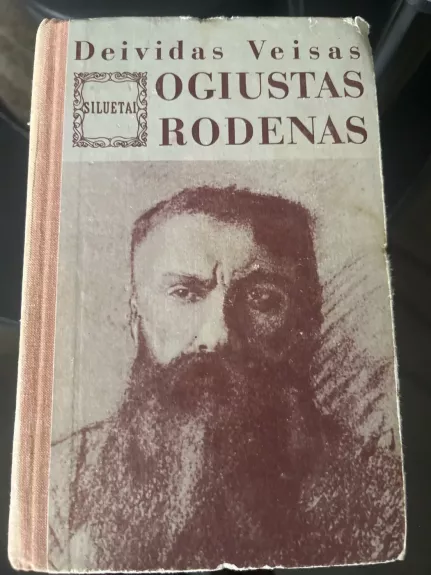 Deividas Veisas
SILUETAI
OGIUSTAS
RODENAS